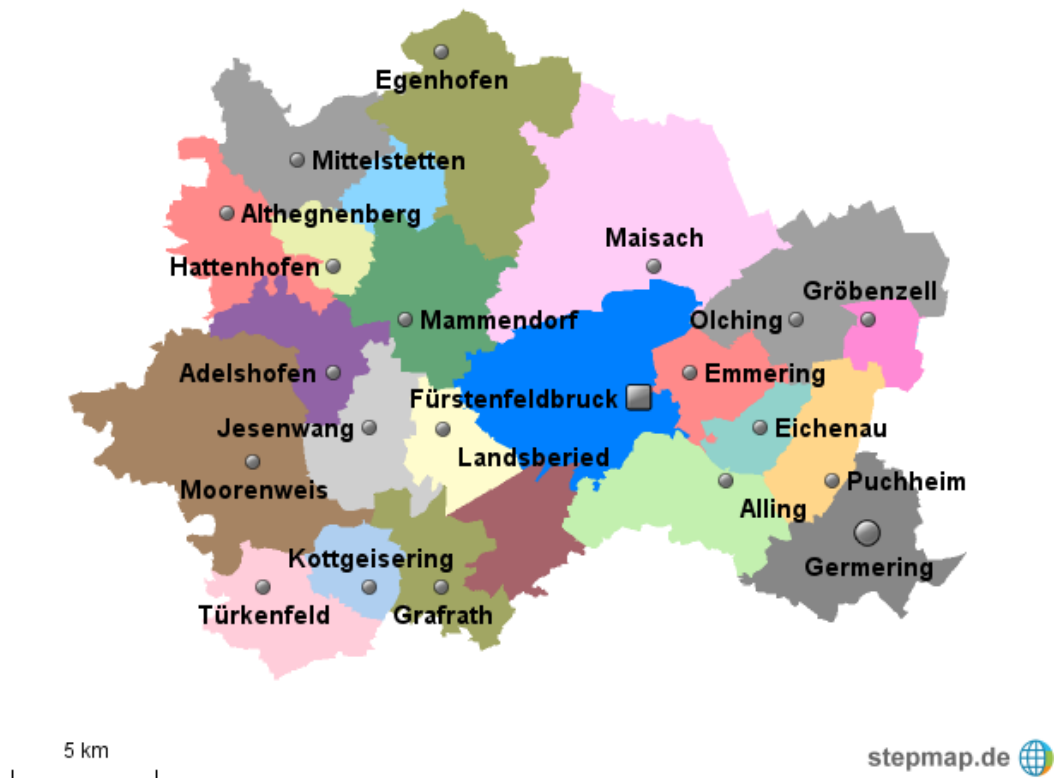 Egenhofen
Mittelstetten
Althegnenberg
Maisach
Hattenhofen
Gröbenzell
Mammendorf
Olching
Adelshofen
Emmering
Fürstenfeldbruck
Jesenwang
Eichenau
Landsberied
Moorenweis
Puchheim
Alling
Kottgeisering
Germering
Türkenfeld
Grafrath
5 km
stepmap.de